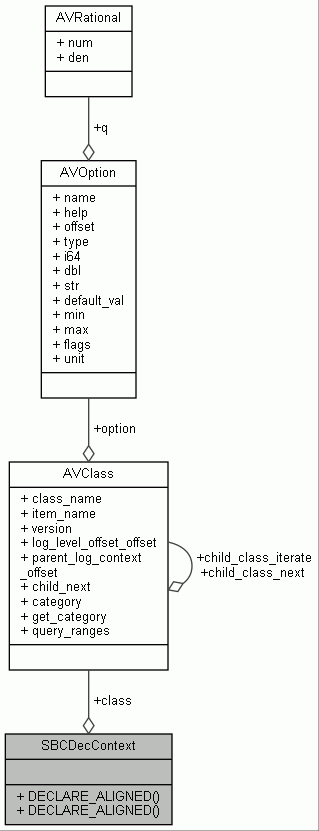 AVRational
+ num
+ den
+q
AVOption
+ name
+ help
+ offset
+ type
+ i64
+ dbl
+ str
+ default_val
+ min
+ max
+ flags
+ unit
+option
AVClass
+ class_name
+ item_name
+ version
+ log_level_offset_offset
+ parent_log_context
_offset
+ child_next
+ category
+ get_category
+ query_ranges
+child_class_iterate
+child_class_next
+class
SBCDecContext
+ DECLARE_ALIGNED()
+ DECLARE_ALIGNED()